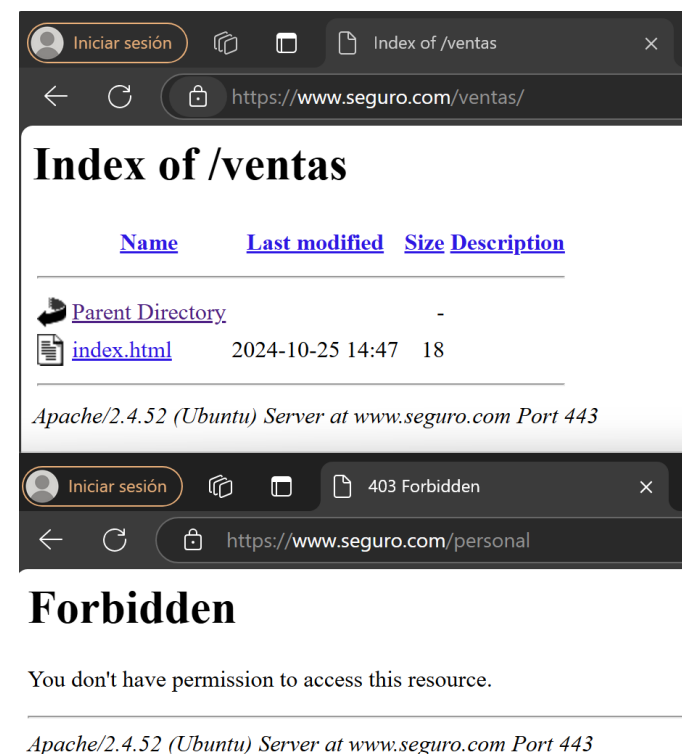 Iniciar sesión
Index of /ventas
https://www.seguro.com/ventas/
Index of /ventas
Name Last modified Size Description
Parent Directory -
index.html 2024-10-25 14:47 18
Apache/2.4.52 (Ubuntu) Server at www.seguro.com Port 443
Iniciar sesión
403 Forbidden
https://www.seguro.com/personal
Forbidden
You don't have permission to access this resource.
Apache/2.4.52 (Ubuntu) Server at www.seguro.com Port 443